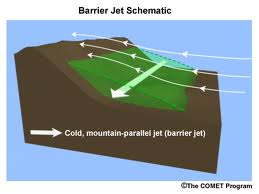 Barrier Jet Schematic
Cold, mountain-parallel jet (barrier jet)
©The COMET Program